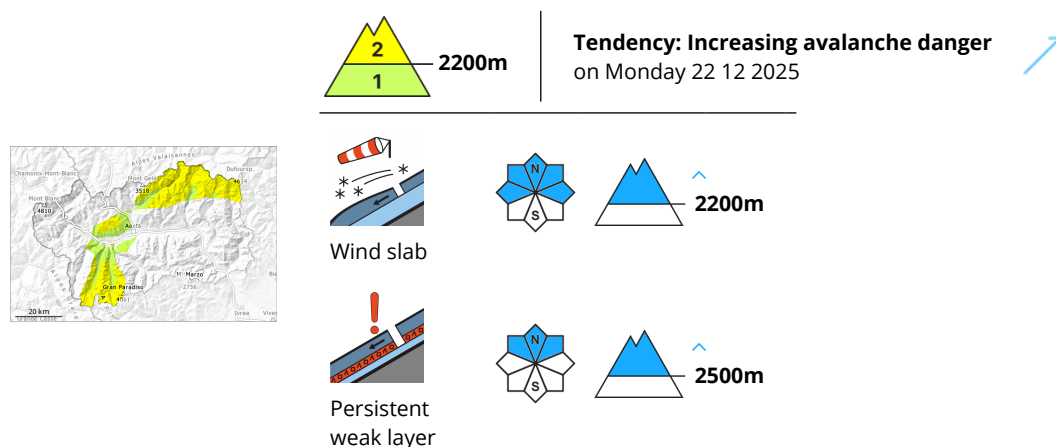 2
1
2200m
Tendency: Increasing avalanche danger
on Monday 22 12 2025
Alpes Valaisannes
Chamonix-Mont-Blanc
Mont Gelé
3518
Dufoursp.
Mont Blanc
4810
Aosta
M. Marzo
2756
Gran Paradiso
4061
20 km
Ivrea
N
S
2200m
Wind slab
N
S
2500m
Persistent
weak layer